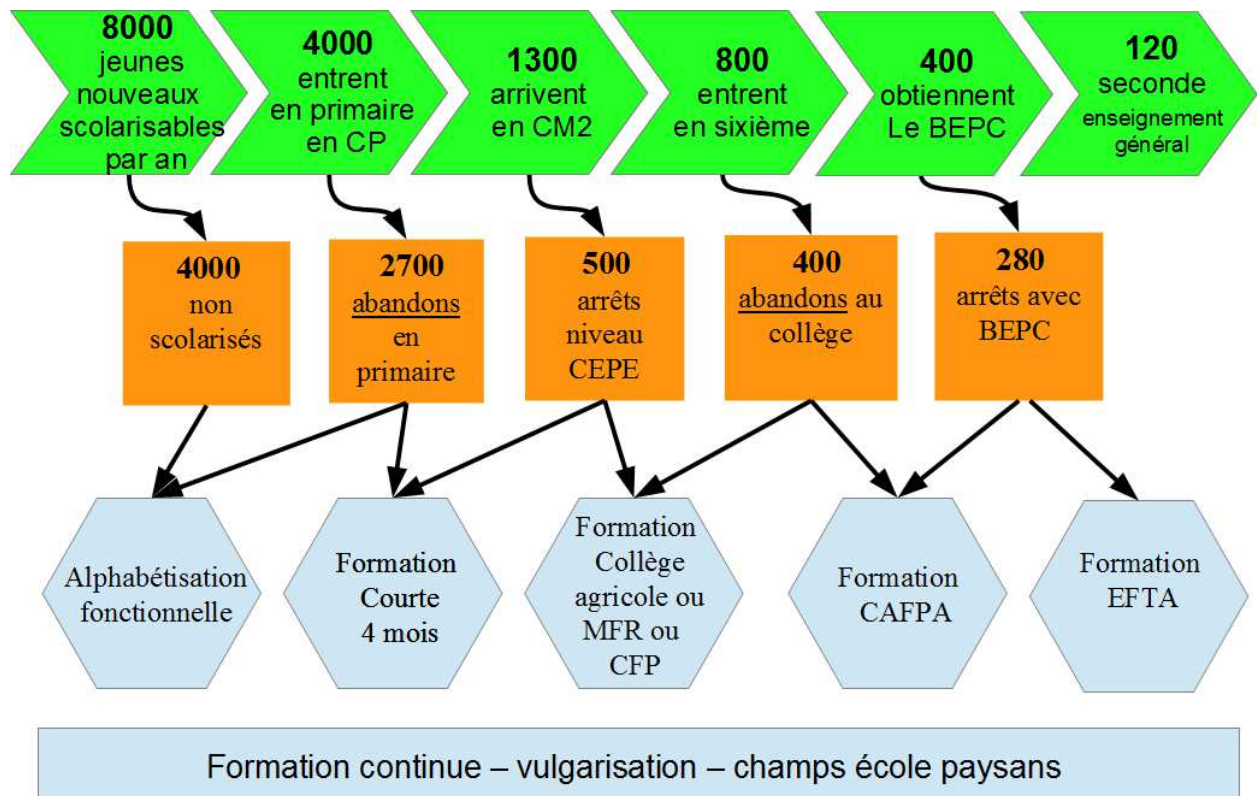 8000
jeunes
nouveaux
scolarisables
par an
4000
entrent
en primaire
en CP
1300
arrivent
en CM2
800
entrent
en sixième
400
obtiennent
Le BEPC
120
seconde
enseignement
général
4000
non
scolarisés
2700
abandons
en
primaire
500
arrêts
niveau
CEPE
400
abandons au
collège
280
arrêts avec
BEPC
Alphabétisation
fonctionnelle
Formation
Courte
4 mois
Formation
Collège
agricole ou
MFR ou
CFP
Formation
CAFPA
Formation
EFTA
Formation continue – vulgarisation – champs école paysans